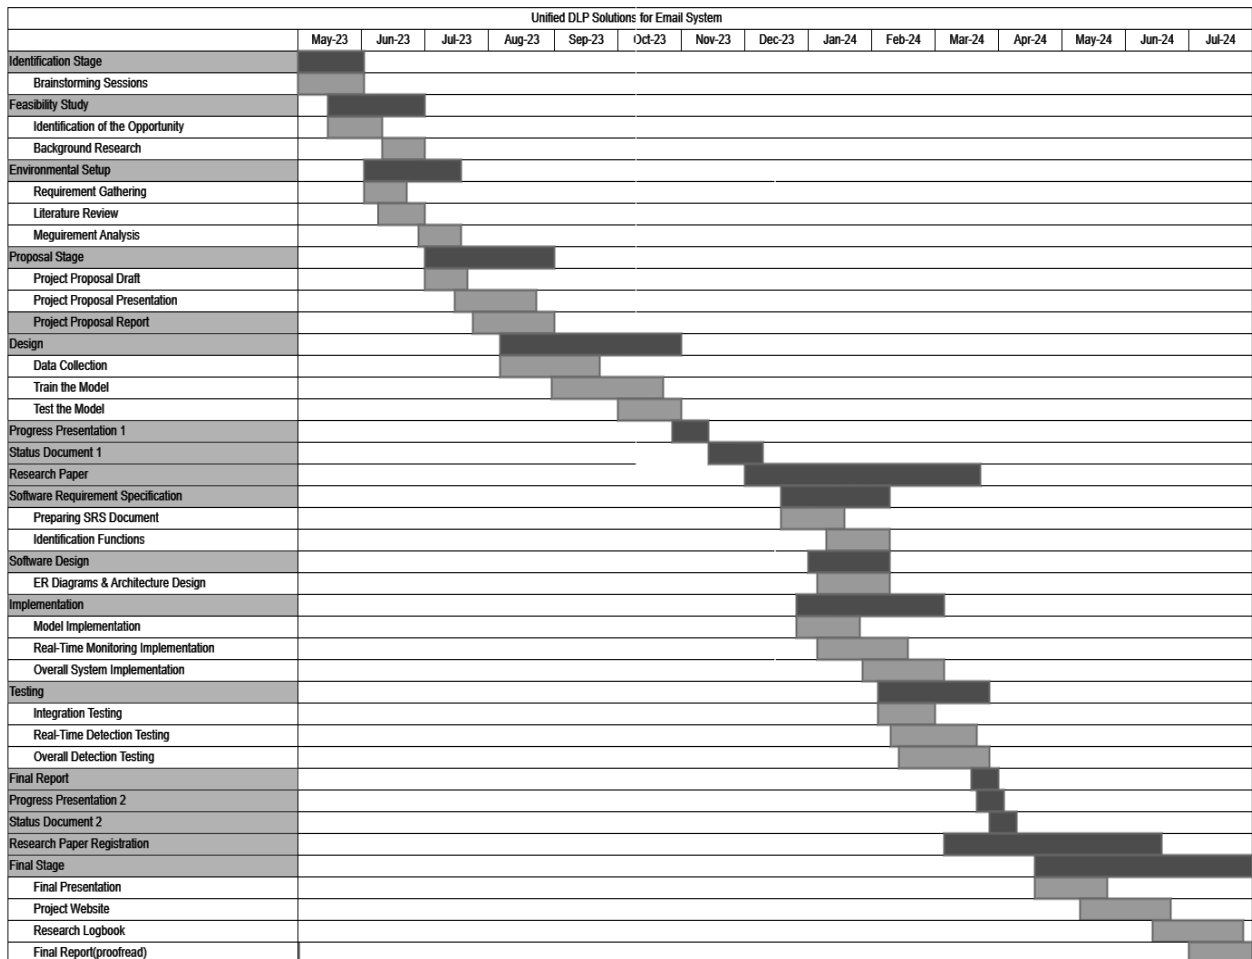 Unified DLP Solutions for Email System
May-23 Jun-23 Jul-23 Aug-23 Sep-23 Oct-23 Nov-23 Dec-23 Jan-24 Feb-24 Mar-24 Apr-24 May-24 Jun-24 Jul-24
Identification Stage
Brainstorming Sessions
Feasibility Study
Identification of the Opportunity
Background Research
Environmental Setup
Requirement Gathering
Literature Review
Meguirement Analysis
Proposal Stage
Project Proposal Draft
Project Proposal Presentation
Project Proposal Report
Design
Data Collection
Train the Model
Test the Model
Progress Presentation 1
Status Document 1
Research Paper
Software Requirement Specification
Preparing SRS Document
Identification Functions
Software Design
ER Diagrams & Architecture Design
Implementation
Model Implementation
Real-Time Monitoring Implementation
Overall System Implementation
Testing
Integration Testing
Real-Time Detection Testing
Overall Detection Testing
Final Report
Progress Presentation 2
Status Document 2
Research Paper Registration
Final Stage
Final Presentation
Project Website
Research Logbook
Final Report(proofread)